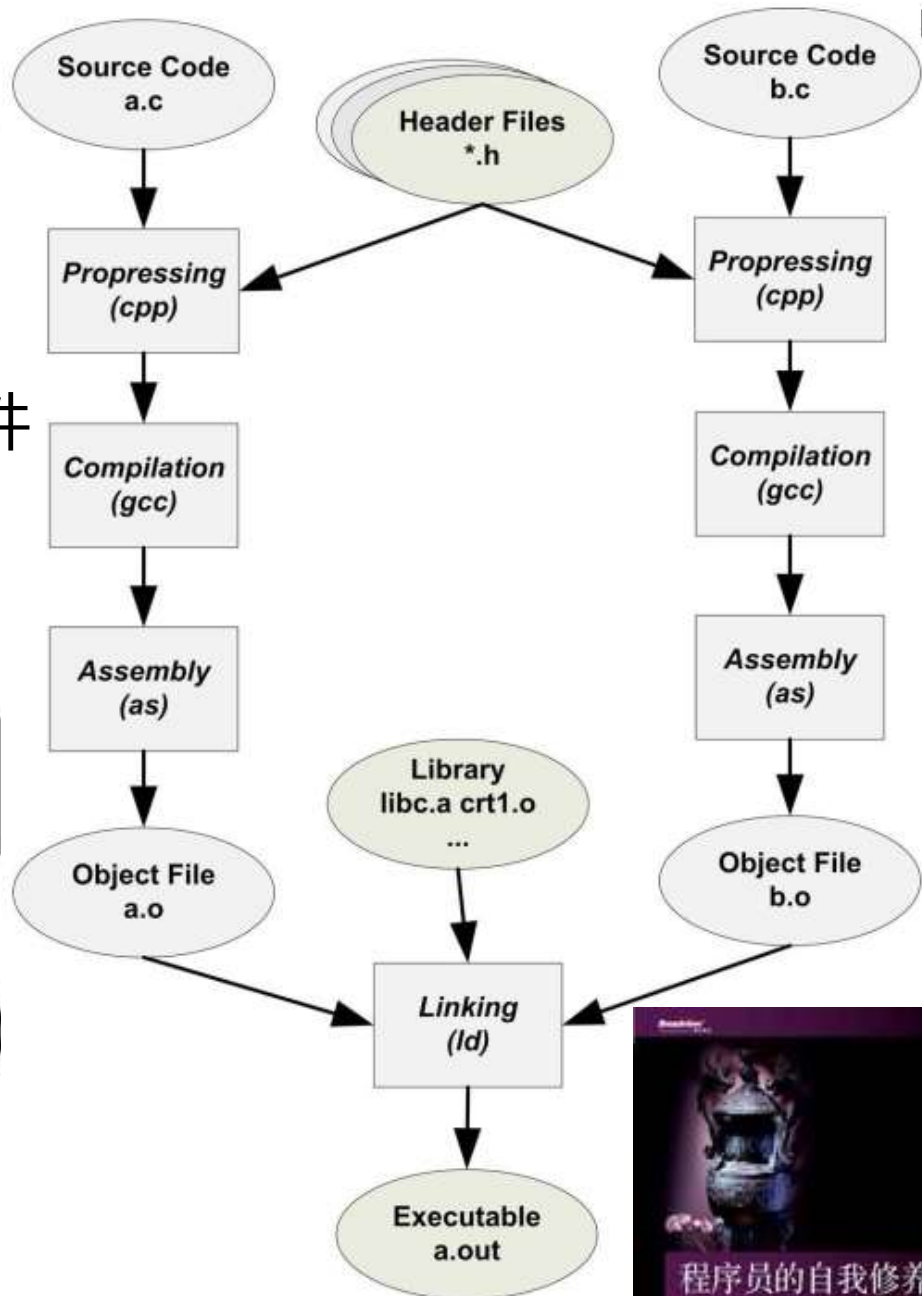 Source Code
a.c
Header Files
*.h
Source Code
b.c
Propressing
(cpp)
Propressing
(cpp)
件
Compilation
(gcc)
Compilation
(gcc)
Assembly
(as)
Assembly
(as)
Library
libc.a crt1.o
...
Object File
a.o
Object File
b.o
Linking
(ld)
Executable
a.out
程序员的自我修养